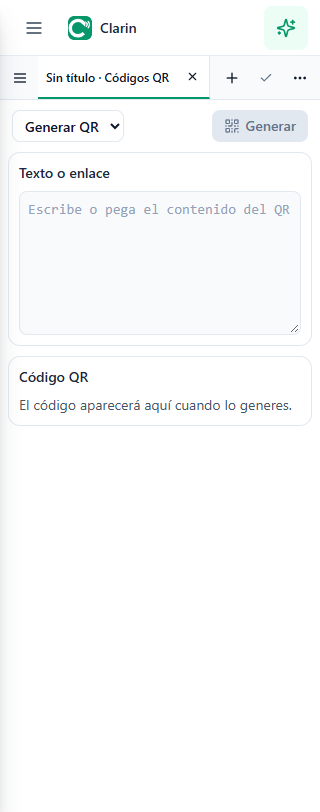 Clarin
Sin título · Códigos QR
Generar QR
Generar
Texto o enlace
Escribe o pega el contenido del QR
Código QR
El código aparecerá aquí cuando lo generes.